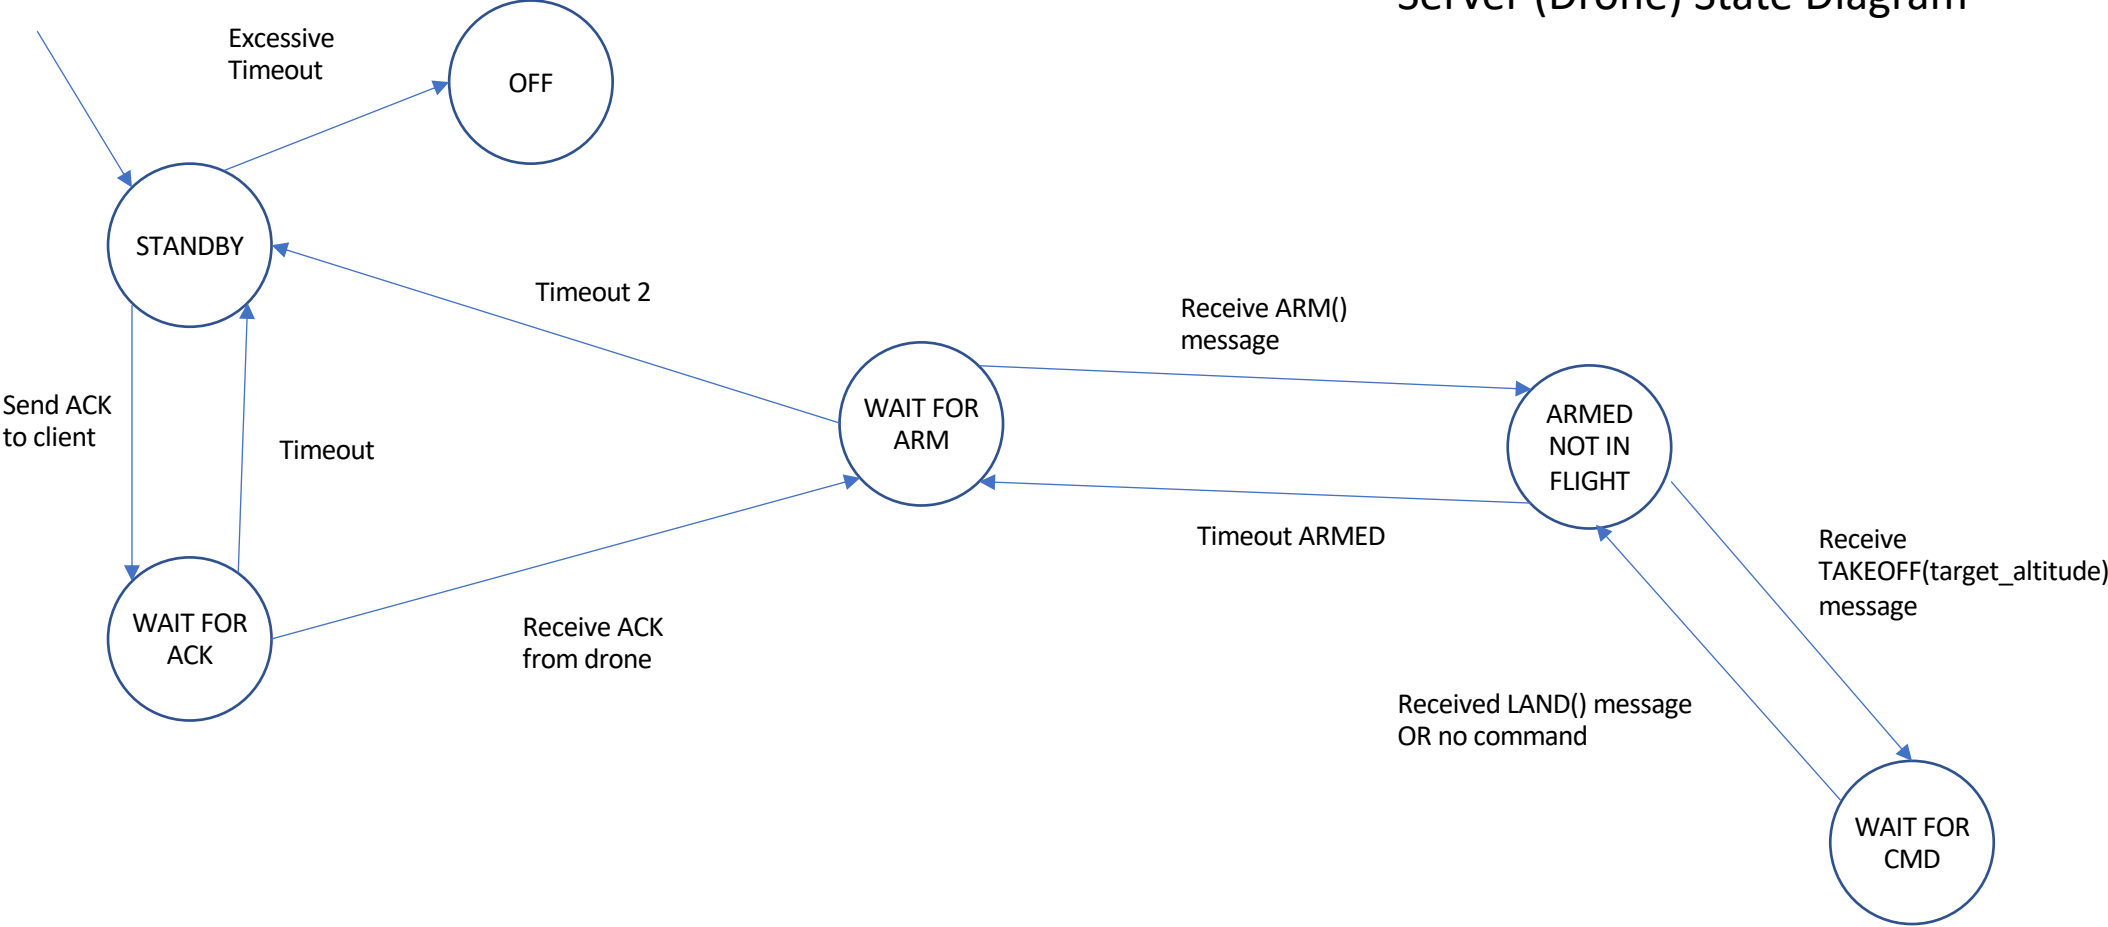 Server (Drone) State Diagram
Excessive
Timeout
OFF
STANDBY
Timeout 2
Receive ARM()
message
Send ACK
to client
Timeout
WAIT FOR
ARM
ARMED
NOT IN
FLIGHT
Timeout ARMED
Receive
TAKEOFF(target_altitude)
message
WAIT FOR
ACK
Receive ACK
from drone
Received LAND() message
OR no command
WAIT FOR
CMD